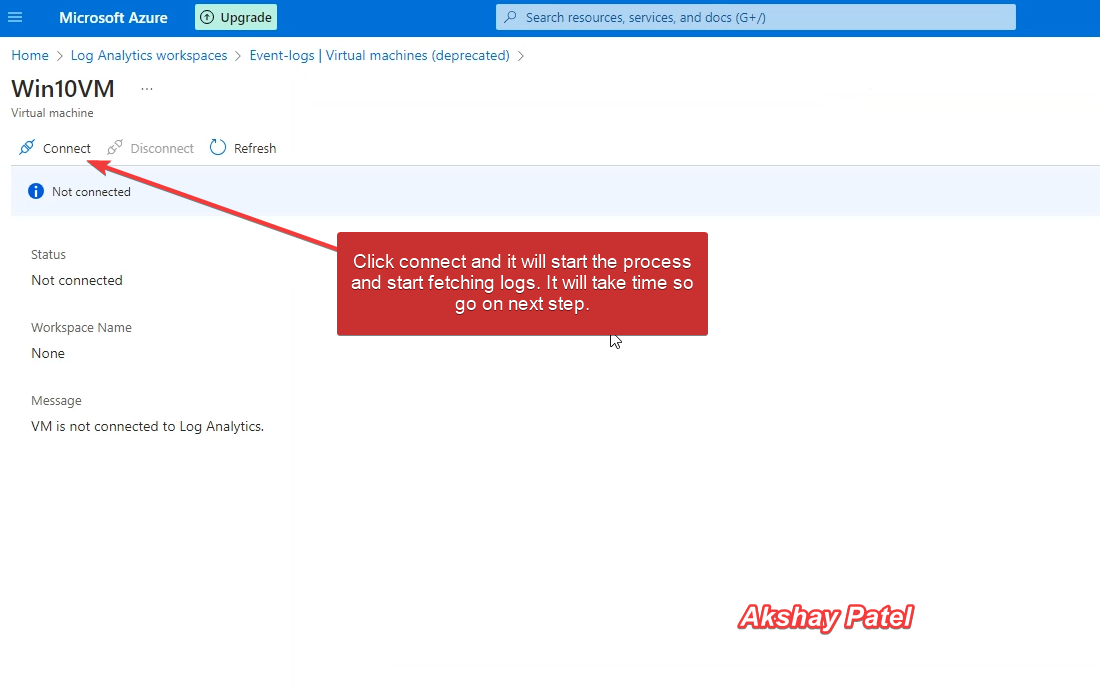 Microsoft Azure Upgrade Search resources, services, and docs (G+/)
Home > Log Analytics workspaces > Event-logs | Virtual machines (deprecated) >
Win10VM ...
Virtual machine
Connect Disconnect Refresh
Not connected
Click connect and it will start the process
and start fetching logs. It will take time so
go on next step.
Status
Not connected
Workspace Name
None
Message
VM is not connected to Log Analytics.
Akshay Patel